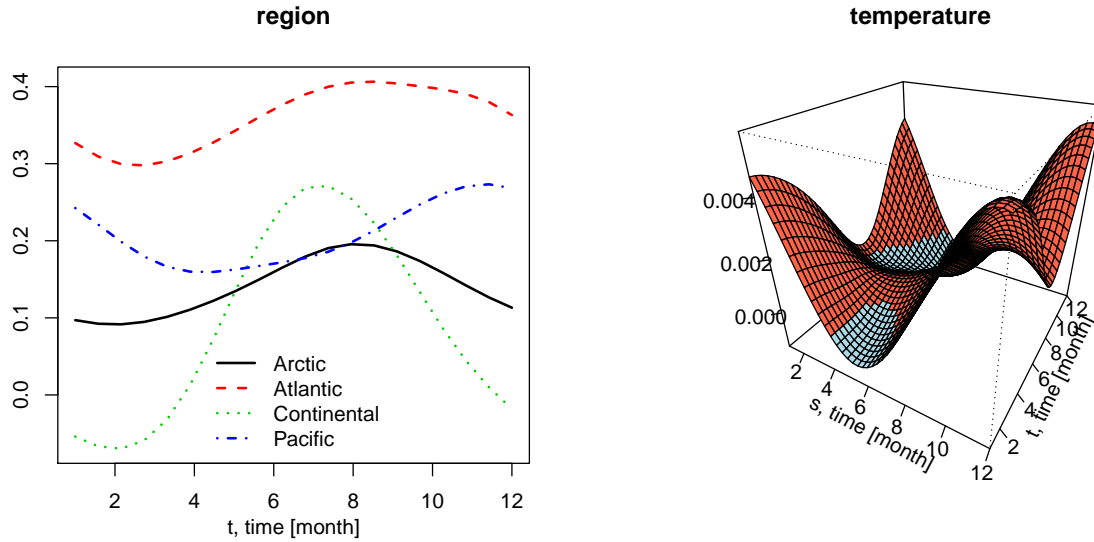 region
0.4
0.3
0.2
0.1
0.0
Arctic
Atlantic
Continental
Pacific
2
4
6
8
10
12
t, time [month]
temperature
0.004
0.002
0.000
2
4
6
8
10
12
s, time [month]
2
4
6
8
10
12
t, time [month]